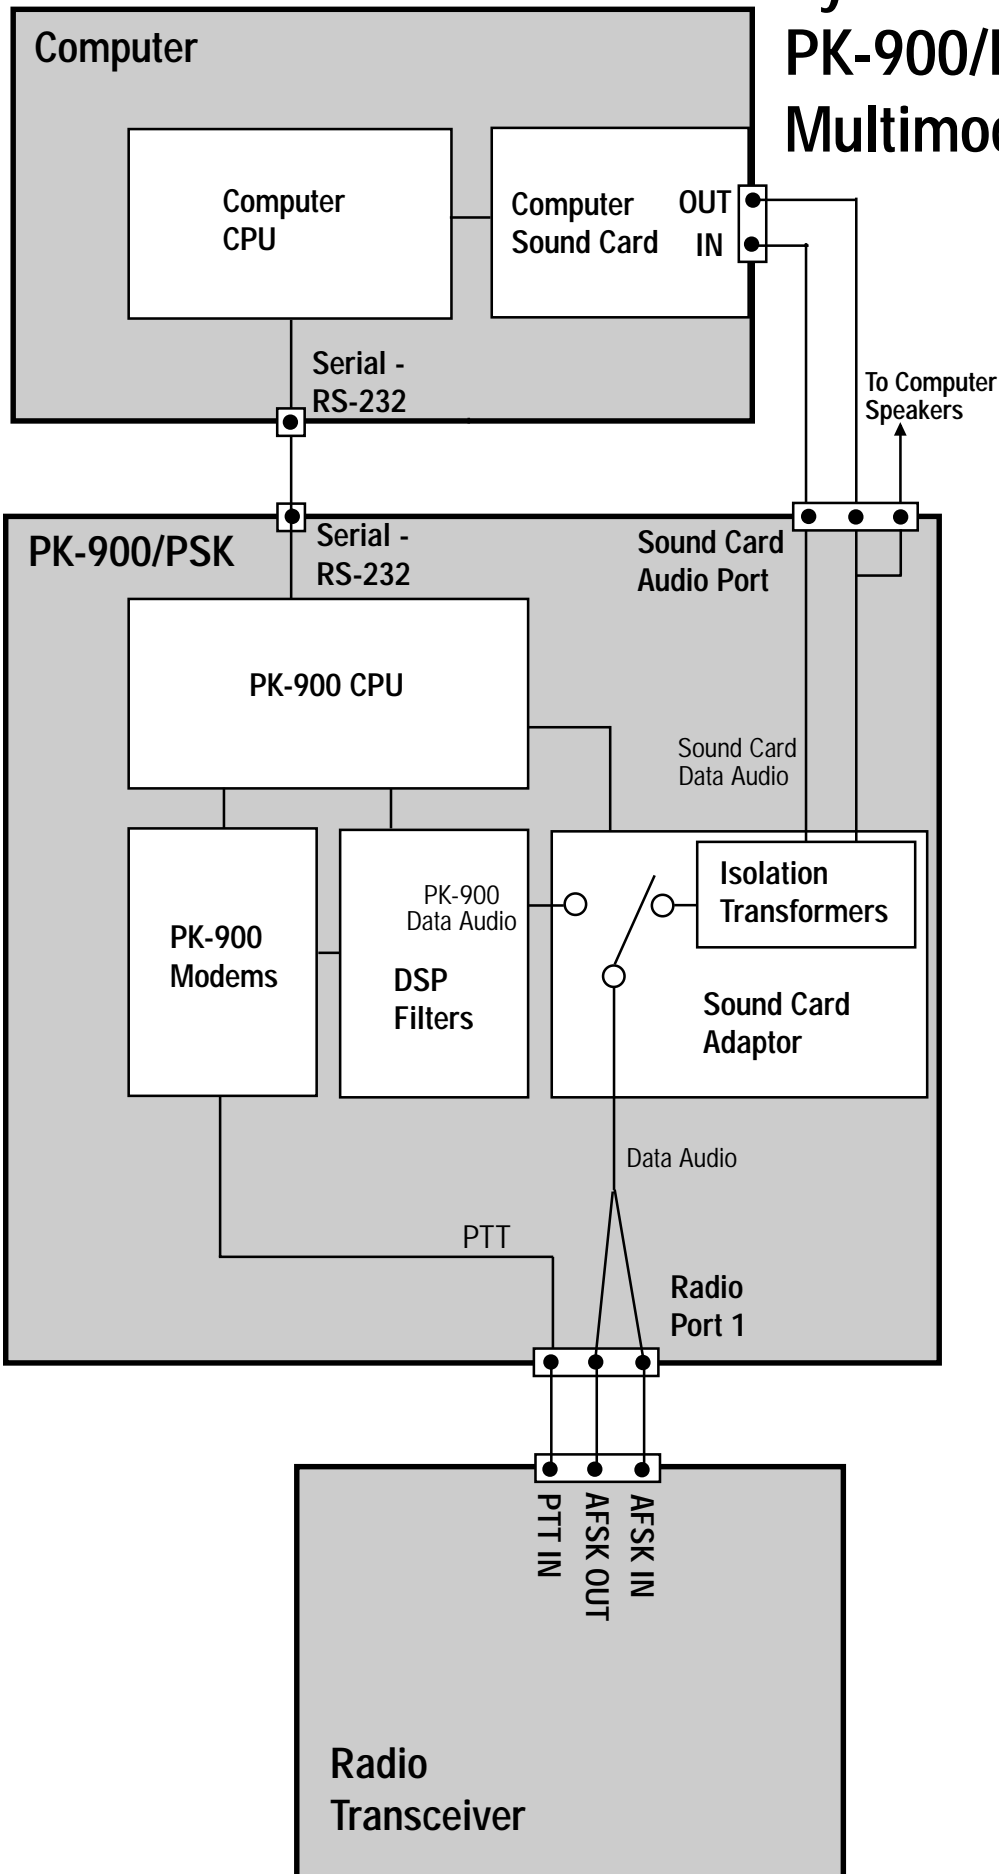 PK-900/
Multimo
Computer
Computer
CPU
Computer
Sound Card
OUT
IN
Serial -
RS-232
To Computer
Speakers
PK-900/PSK
Serial -
RS-232
Sound Card
Audio Port
PK-900 CPU
Sound Card
Data Audio
PK-900
Modems
PK-900
Data Audio
DSP
Filters
Isolation
Transformers
Sound Card
Adaptor
Data Audio
PTT
Radio
Port 1
PTT IN
AFSK OUT
AFSK IN
Radio
Transceiver